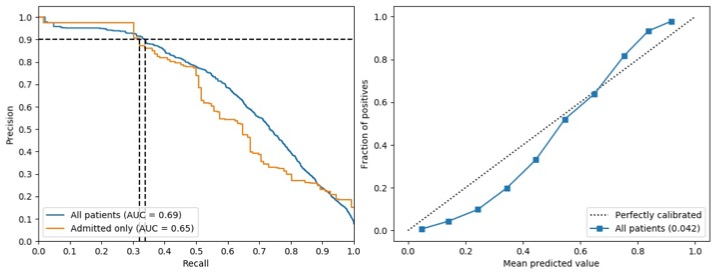 1.0
0.9
0.8
0.7
0.6
0.5
0.4
0.3
0.2
0.1
0.0
Precision
0.0 0.1 0.2 0.3 0.4 0.5 0.6 0.7 0.8 0.9 1.0
Recall
All patients (AUC = 0.69)
Admitted only (AUC = 0.65)
1.0
0.8
0.6
0.4
0.2
0.0
Fraction of positives
0.0 0.2 0.4 0.6 0.8 1.0
Mean predicted value
Perfectly calibrated
All patients (0.042)